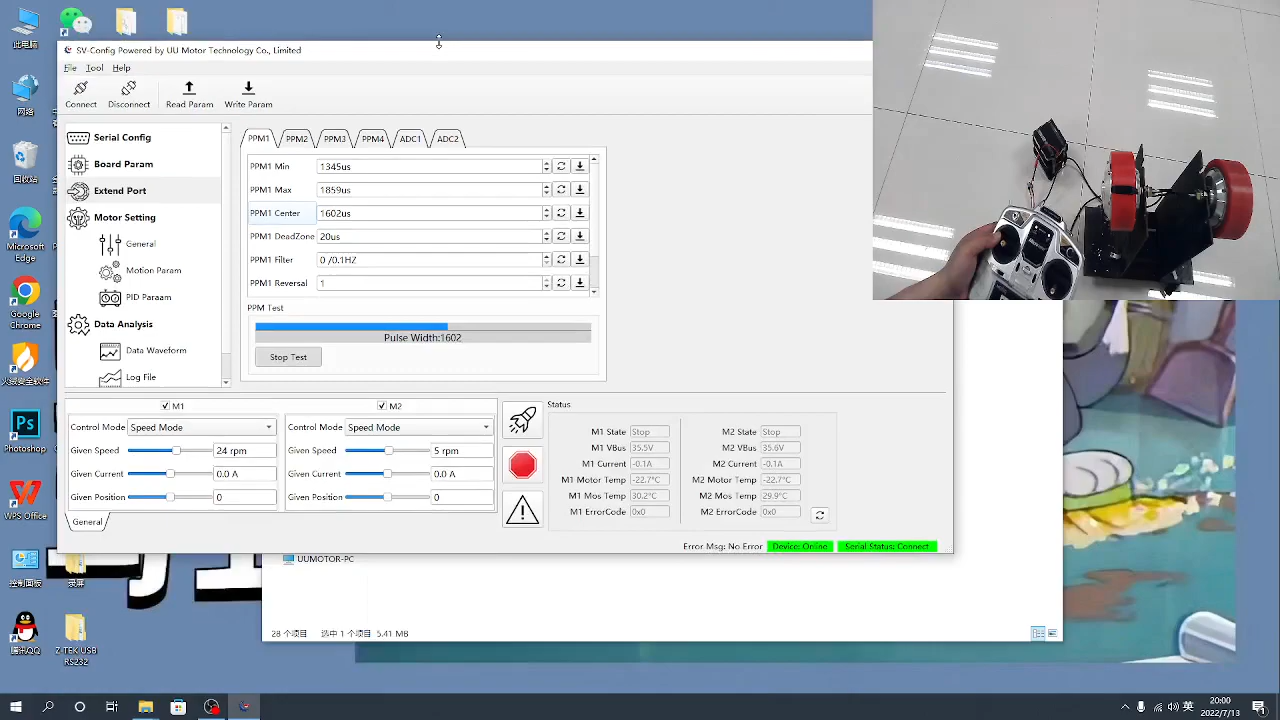 SV-Config Powered by UU Motor Technology Co., Limited
File Tool Help
Connect Disconnect Read Param Write Param
Serial Config
Board Param
Extend Port
Motor Setting
General
Motion Param
PID Paraam
Data Analysis
Data Waveform
Log File
PPM1 PPM2 PPM3 PPM4 ADC1 ADC2
PPM1 Min 1345us
PPM1 Max 1859us
PPM1 Center 1602us
PPM1 DeadZone 20us
PPM1 Filter 0 /0.1HZ
PPM1 Reversal 1
PPM Test
Pulse Width:1602
Stop Test
M1
Control Mode Speed Mode
Given Speed 24 rpm
Given Current 0.0 A
Given Position 0
General
M2
Control Mode Speed Mode
Given Speed 5 rpm
Given Current 0.0 A
Given Position 0
Status
M1 State Stop
M1 VBus 35.5V
M1 Current -0.1A
M1 Motor Temp -22.7°C
M1 Mos Temp 30.2°C
M1 ErrorCode 0x0
M2 State Stop
M2 VBus 35.6V
M2 Current -0.1A
M2 Motor Temp -22.7°C
M2 Mos Temp 29.9°C
M2 ErrorCode 0x0
Error Msg: No Error Device: Online Serial Status: Connect
此电脑
微信
网络
回收站
Microsoft
Edge
Google
Chrome
Photoshop
WPS Office
腾讯QQ
Z-TEK USB
RS232
UUMOTOR-PC
28 个项目 选中 1 个项目 5.41 MB
20:00
2022/7/13